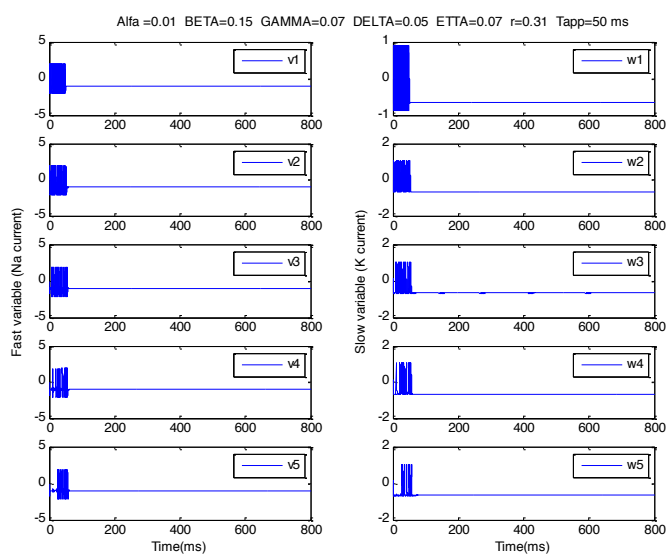 Alfa =0.01 BETA=0.15 GAMMA=0.07 DELTA=0.05 ETTA=0.07 r=0.31 Tapp=50 ms
5
v1
0
-5
0 200 400 600 800
1
w1
0
-1
0 200 400 600 800
5
v2
0
-5
0 200 400 600 800
2
w2
0
-2
0 200 400 600 800
Fast variable (Na current)
5
v3
0
-5
0 200 400 600 800
Slow variable (K current)
2
w3
0
-2
0 200 400 600 800
5
v4
0
-5
0 200 400 600 800
2
w4
0
-2
0 200 400 600 800
5
v5
0
-5
0 200 400 600 800
Time(ms)
2
w5
0
-2
0 200 400 600 800
Time(ms)